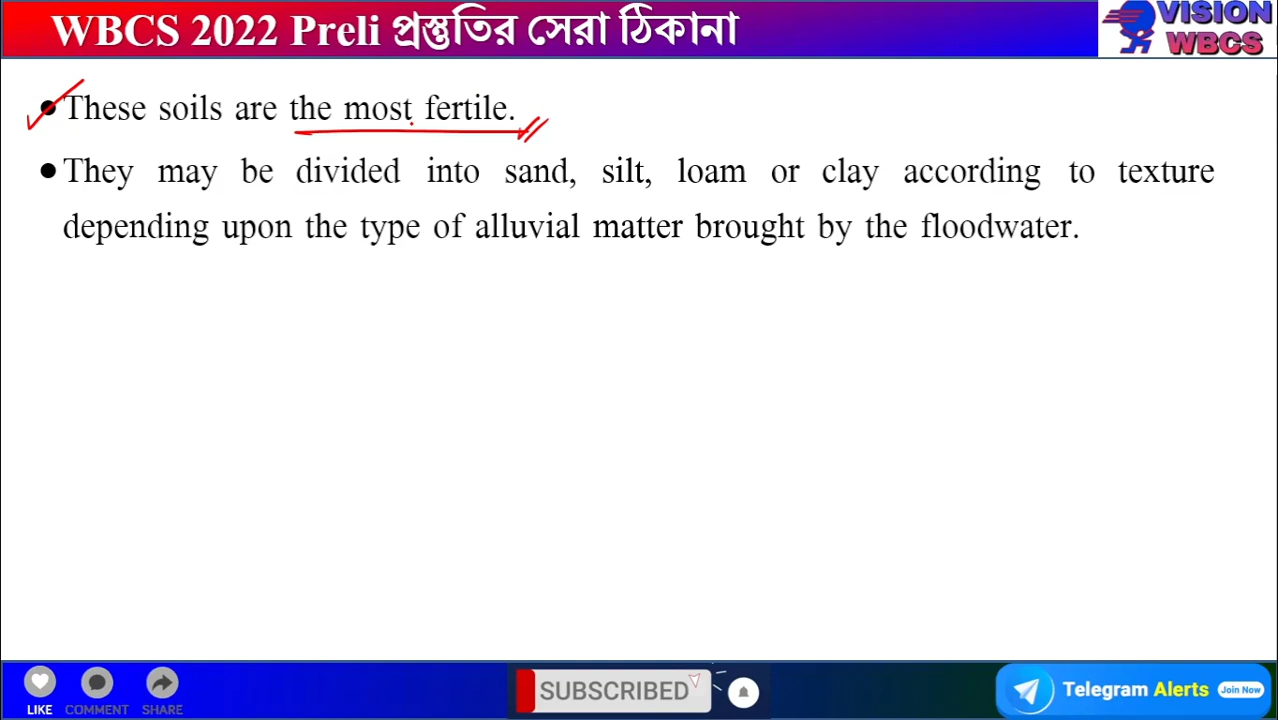 WBCS 2022 Preli প্রস্তুতির সেরা ঠিকানা
VISION
WBCS
● These soils are the most fertile.
● They may be divided into sand, silt, loam or clay according to texture
depending upon the type of alluvial matter brought by the floodwater.
LIKE COMMENT SHARE
SUBSCRIBED
Telegram Alerts Join Now